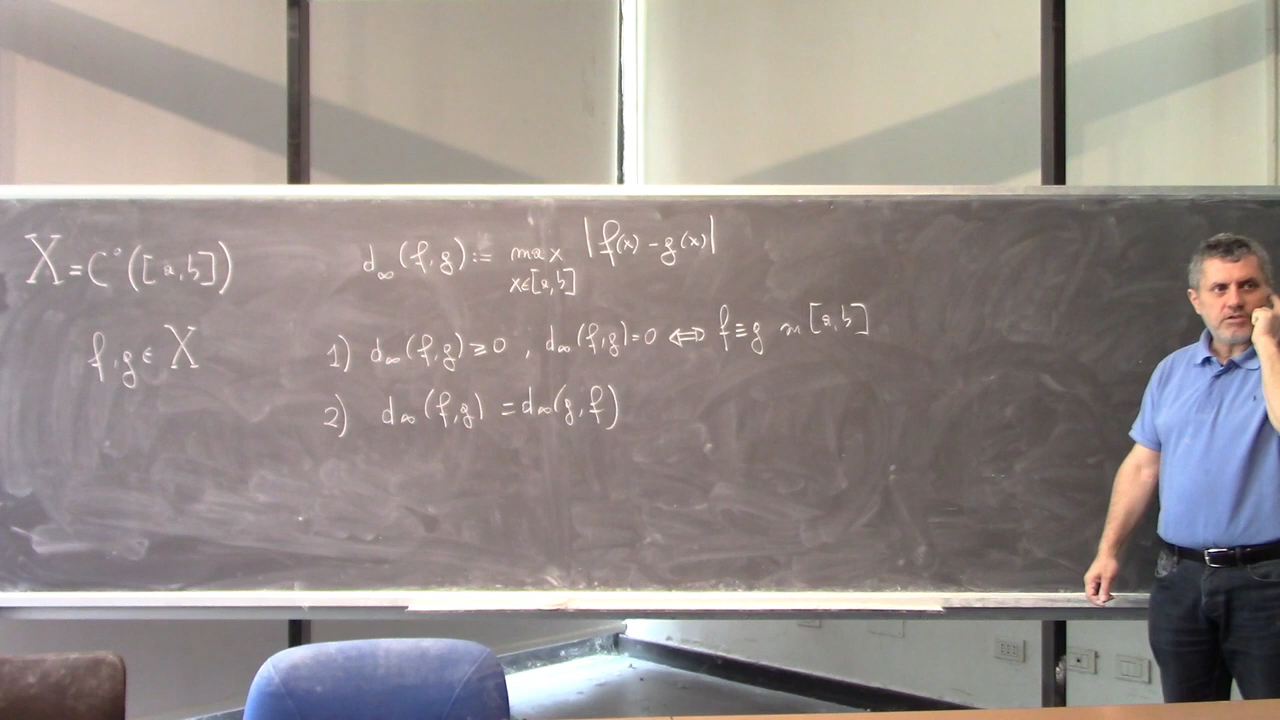 X = C°([a,b])
d∞(f,g) := max |f(x) - g(x)|
x∈[a,b]
f,g ∈ X
1) d∞(f,g) ≥ 0 , d∞(f,g) = 0 ⇔ f ≡ g in [a,b]
2) d∞(f,g) = d∞(g,f)